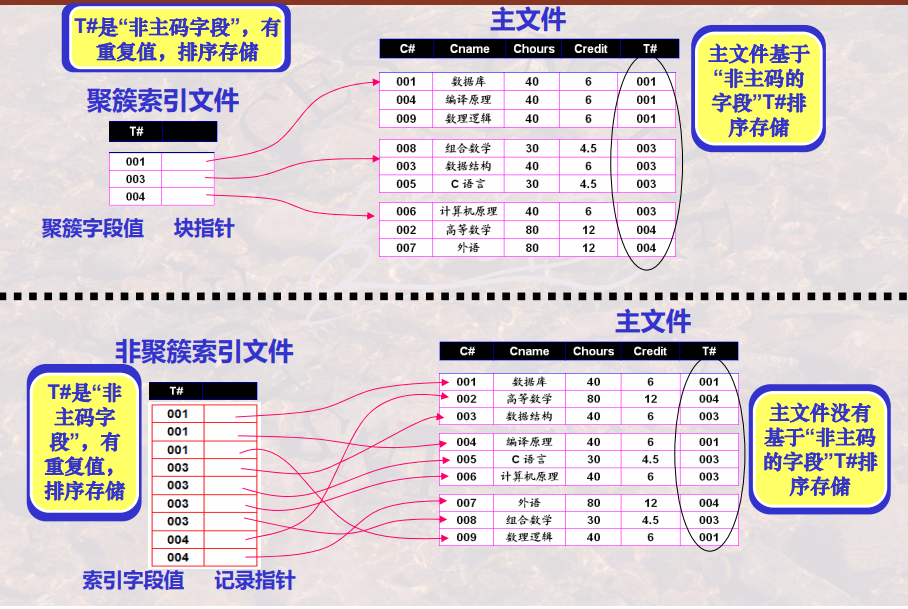 T#是“非主码字段”，有
重复值，排序存储
主文件
C# Cname Chours Credit T#
001 数据库 40 6 001
004 编译原理 40 6 001
009 数理逻辑 40 6 001
008 组合数学 30 4.5 003
003 数据结构 40 6 003
005 C 语言 30 4.5 003
006 计算机原理 40 6 003
002 高等数学 80 12 004
007 外语 80 12 004
主文件基于
“非主码的
字段”T#排
序存储
聚簇索引文件
T#
001
003
004
聚簇字段值 块指针
主文件
C# Cname Chours Credit T#
001 数据库 40 6 001
002 高等数学 80 12 004
003 数据结构 40 6 003
004 编译原理 40 6 001
005 C 语言 30 4.5 003
006 计算机原理 40 6 003
007 外语 80 12 004
008 组合数学 30 4.5 003
009 数理逻辑 40 6 001
非聚簇索引文件
T#是“非
主码字
段”，有
重复值，
排序存储
T#
001
001
001
003
003
003
003
004
004
索引字段值 记录指针
主文件没有
基于“非主码
的字段”T#排
序存储